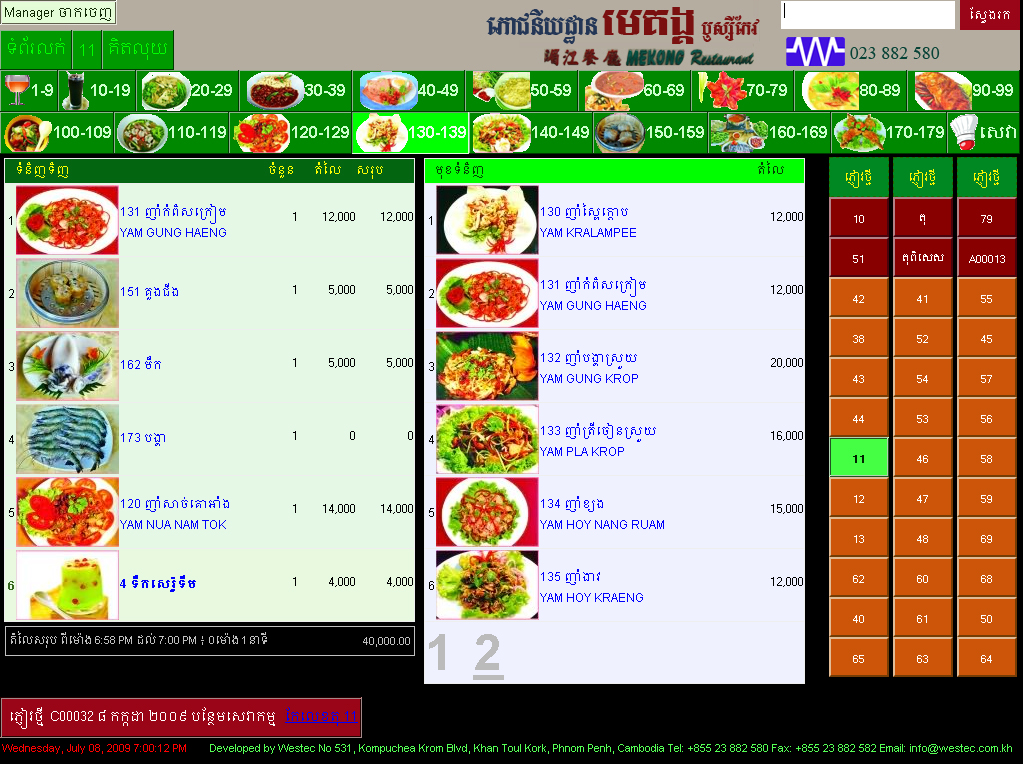 Manager ចាកចេញ
ភោជនីយដ្ឋាន មេគង្គ ឫស្សីកែវ
湄江餐廳 MEKONG Restaurant
ស្វែងរក
ទំព័រលក់ 11 គិតលុយ
023 882 580
1-9 10-19 20-29 30-39 40-49 50-59 60-69 70-79 80-89 90-99
100-109 110-119 120-129 130-139 140-149 150-159 160-169 170-179 សេវា
ទំនិញទិញ ចំនួន តំលៃ សរុប
1 131 ញាំកំពិសក្រៀម 1 12,000 12,000
YAM GUNG HAENG
2 151 គួងជឹង 1 5,000 5,000
3 162 មឹក 1 5,000 5,000
4 173 បង្គា 1 0 0
5 120 ញាំសាច់គោអាំង 1 14,000 14,000
YAM NUA NAM TOK
6 4 ទឹកសេរ៉ូទឹម 1 4,000 4,000
តំលៃសរុប ពីម៉ោង 6:58 PM ដល់ 7:00 PM ៖ 0 ម៉ោង 1 នាទី 40,000.00
មុខទំនិញ តំលៃ
1 130 ញាំស្ពៃក្តោប 12,000
YAM KRALAMPEE
2 131 ញាំកំពិសក្រៀម 12,000
YAM GUNG HAENG
3 132 ញាំបង្គាស្រួយ 20,000
YAM GUNG KROP
4 133 ញាំត្រីចៀនស្រួយ 16,000
YAM PLA KROP
5 134 ញាំខ្យង 15,000
YAM HOY NANG RUAM
6 135 ញាំងាវ 12,000
YAM HOY KRAENG
1 2
ភ្ញៀវថ្មី ភ្ញៀវថ្មី ភ្ញៀវថ្មី
10 តុ 79
51 តុពិសេស A00013
42 41 55
38 52 45
43 54 57
44 53 56
11 46 58
12 47 59
13 48 69
62 60 68
40 61 50
65 63 64
ភ្ញៀវថ្មី C00032 ៨ កក្កដា ២០០៩ បន្ថែមសេវាកម្ម កែលេខតុ 11
Wednesday, July 08, 2009 7:00:12 PM Developed by Westec No 531, Kompuchea Krom Blvd, Khan Toul Kork, Phnom Penh, Cambodia Tel: +855 23 882 580 Fax: +855 23 882 582 Email: info@westec.com.kh